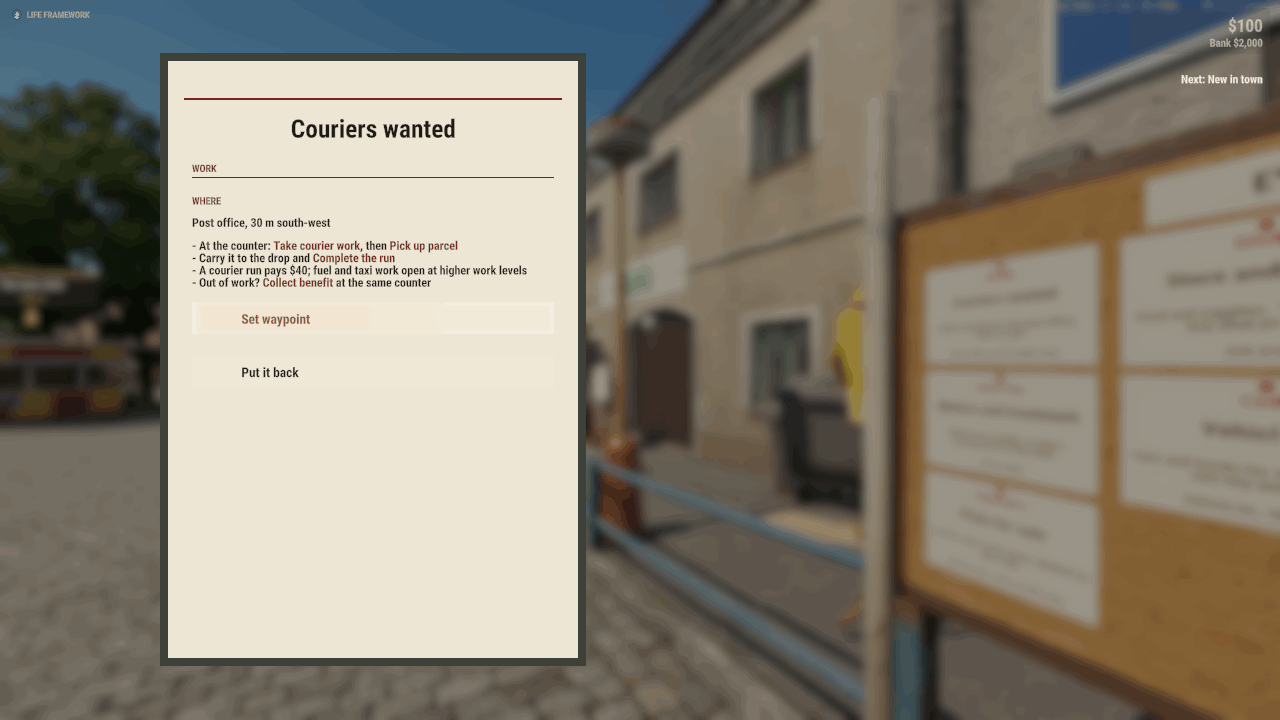 LIFE FRAMEWORK
$100
Bank $2,000
Next: New in town
Couriers wanted
WORK
WHERE
Post office, 30 m south-west
- At the counter: Take courier work, then Pick up parcel
- Carry it to the drop and Complete the run
- A courier run pays $40; fuel and taxi work open at higher work levels
- Out of work? Collect benefit at the same counter
Set waypoint
Put it back